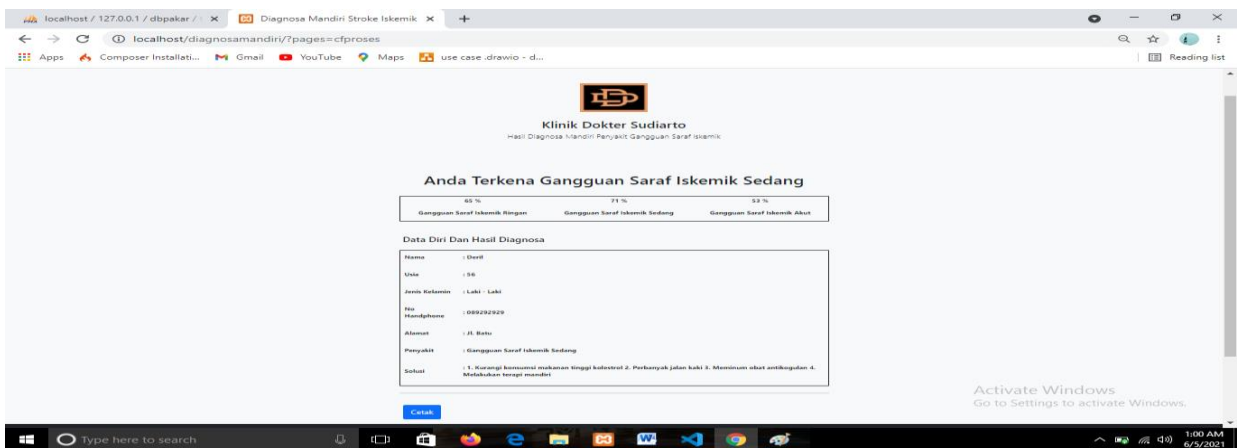 localhost / 127.0.0.1 / dbpakar /
Diagnosa Mandiri Stroke Iskemik
localhost/diagnosamandiri/?pages=cfproses
Apps Composer Installati... Gmail YouTube Maps use case .drawio - d... Reading list
Klinik Dokter Sudiarto
Hasil Diagnosa Mandiri Penyakit Gangguan Saraf Iskemik
Anda Terkena Gangguan Saraf Iskemik Sedang
65 % 71 % 52 %
Gangguan Saraf Iskemik Ringan Gangguan Saraf Iskemik Sedang Gangguan Saraf Iskemik Akut
Data Diri Dan Hasil Diagnosa
Nama : Deril
Usia : 56
Jenis Kelamin : Laki - Laki
No
Handphone : 089292929
Alamat : Jl. Batu
Penyakit : Gangguan Saraf Iskemik Sedang
Solusi : 1. Kurangi konsumsi makanan tinggi kolestrol 2. Perbanyak jalan kaki 3. Meminum obat antikogulan 4.
Melakukan terapi mandiri
Cetak
Activate Windows
Go to Settings to activate Windows.
Type here to search
1:00 AM
6/5/2021